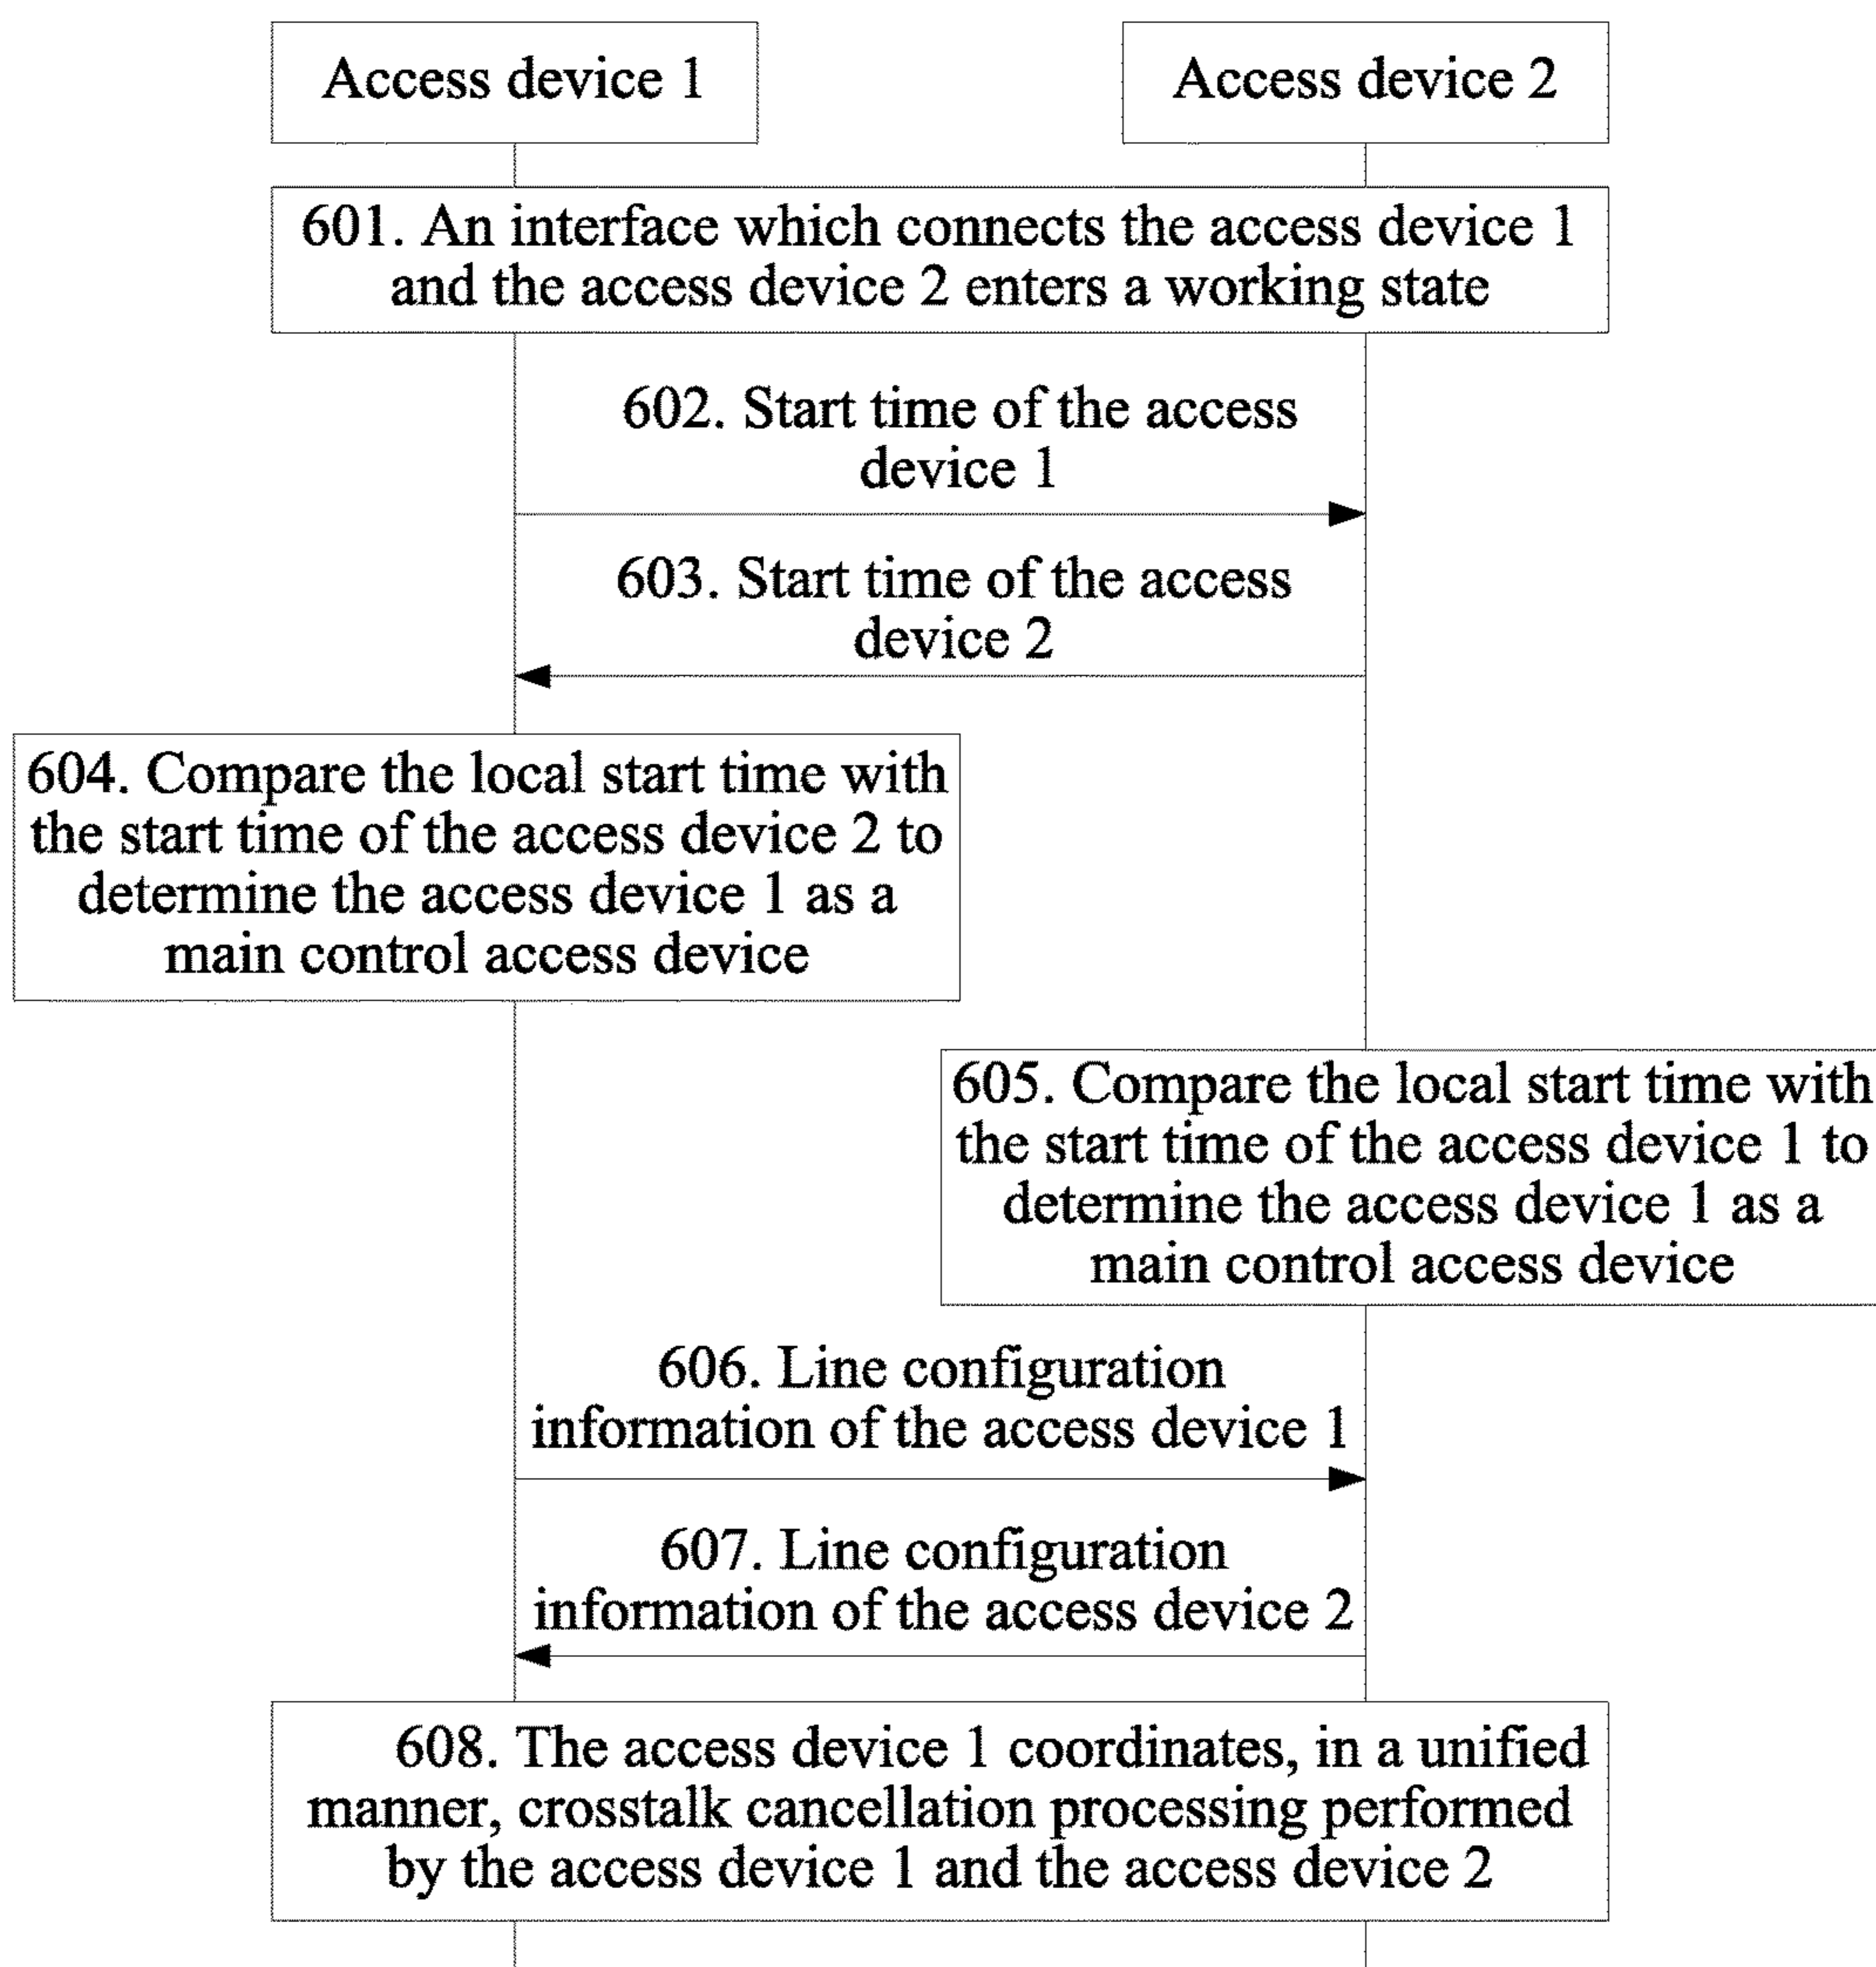 Access device 1
Access device 2
601. An interface which connects the access device 1
and the access device 2 enters a working state
602. Start time of the access
device 1
603. Start time of the access
device 2
604. Compare the local start time with
the start time of the access device 2 to
determine the access device 1 as a
main control access device
605. Compare the local start time with
the start time of the access device 1 to
determine the access device 1 as a
main control access device
606. Line configuration
information of the access device 1
607. Line configuration
information of the access device 2
608. The access device 1 coordinates, in a unified
manner, crosstalk cancellation processing performed
by the access device 1 and the access device 2